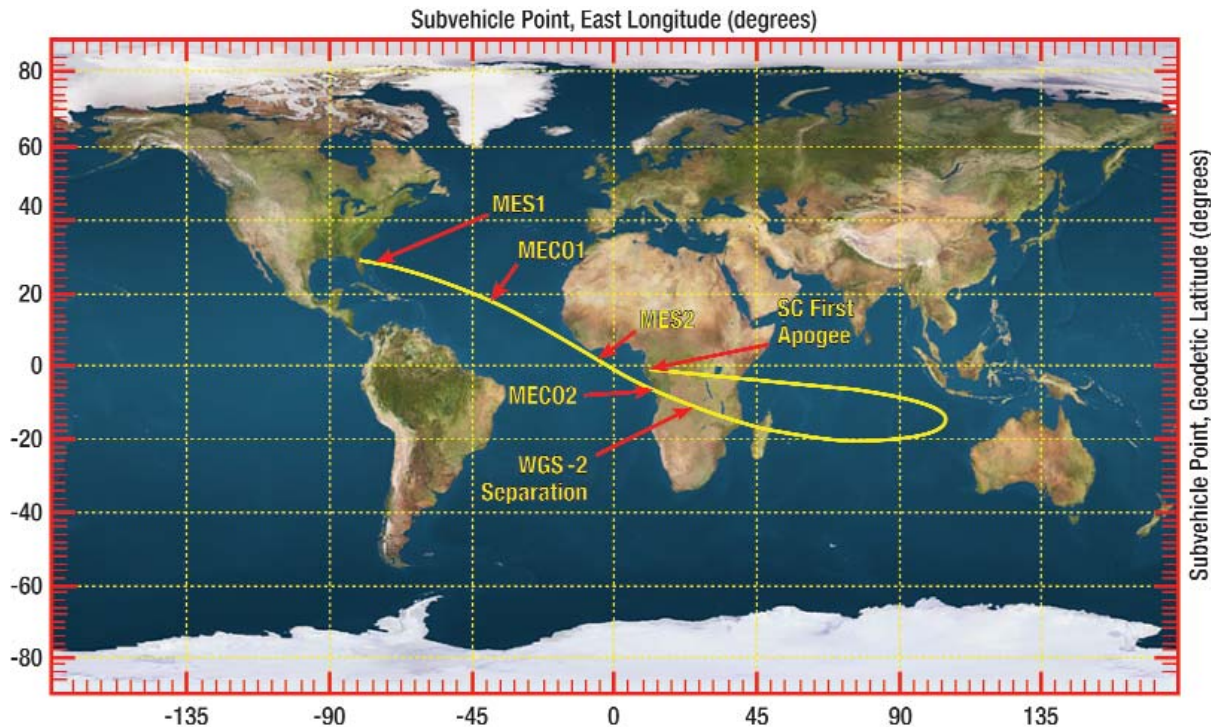 Subvehicle Point, East Longitude (degrees)
80
60
40
20
0
-20
-40
-60
-80
MES1
MECO1
MES2
SC First
Apogee
MECO2
WGS -2
Separation
Subvehicle Point, Geodetic Latitude (degrees)
-135
-90
-45
0
45
90
135